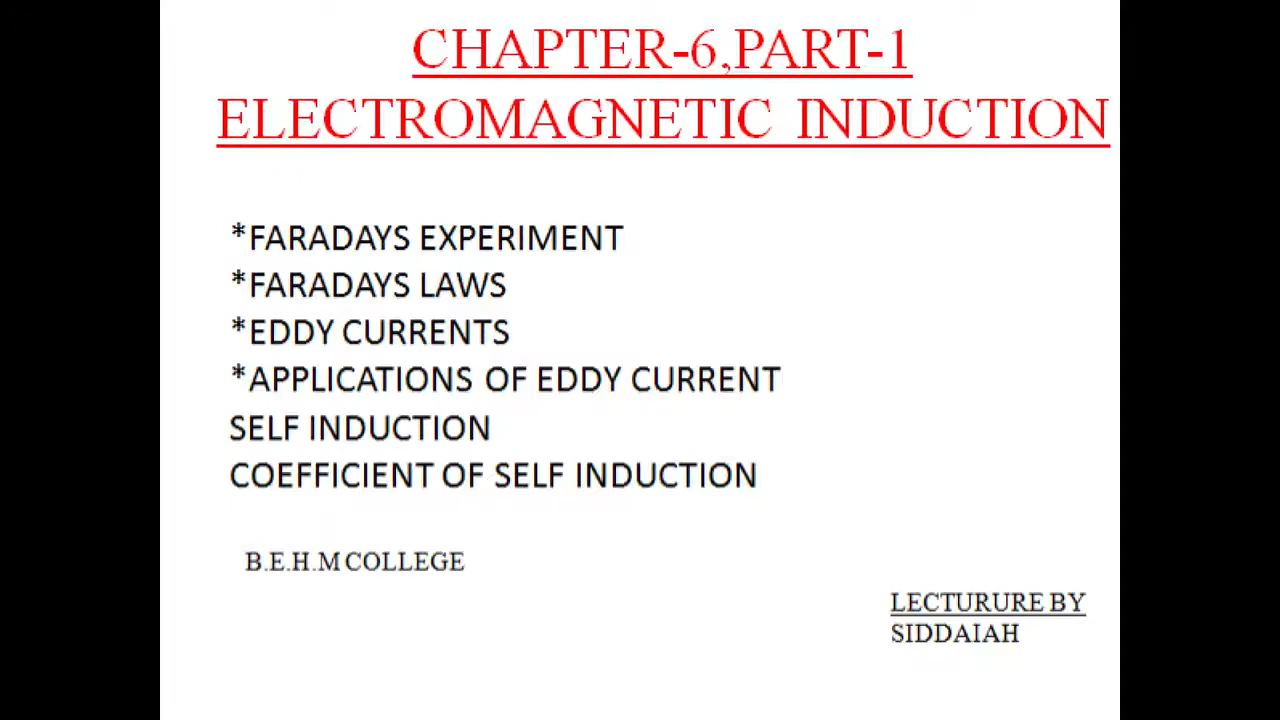 CHAPTER-6,PART-1
ELECTROMAGNETIC INDUCTION
*FARADAYS EXPERIMENT
*FARADAYS LAWS
*EDDY CURRENTS
*APPLICATIONS OF EDDY CURRENT
SELF INDUCTION
COEFFICIENT OF SELF INDUCTION
B.E.H.M COLLEGE
LECTURURE BY
SIDDAIAH